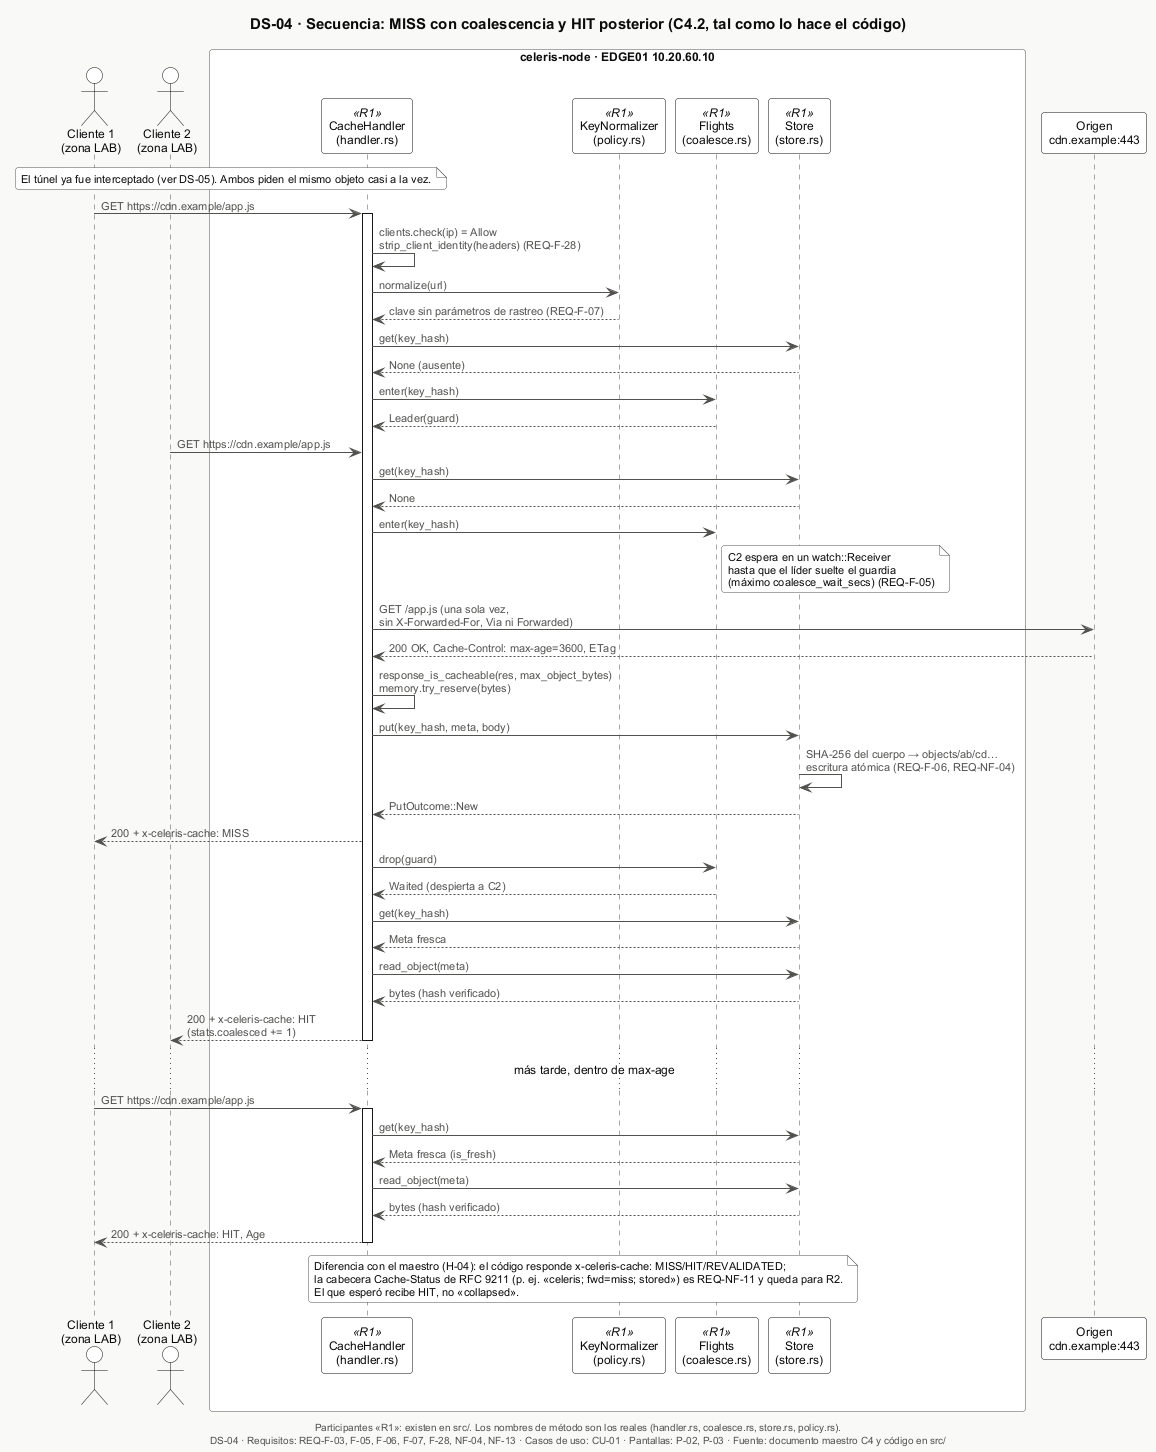 DS-04 · Secuencia: MISS con coalescencia y HIT posterior (C4.2, tal como lo hace el código)
celeris-node · EDGE01 10.20.60.10
Cliente 1
(zona LAB)
Cliente 2
(zona LAB)
«R1»
CacheHandler
(handler.rs)
«R1»
KeyNormalizer
(policy.rs)
«R1»
Flights
(coalesce.rs)
«R1»
Store
(store.rs)
Origen
cdn.example:443
El túnel ya fue interceptado (ver DS-05). Ambos piden el mismo objeto casi a la vez.
GET https://cdn.example/app.js
clients.check(ip) = Allow
strip_client_identity(headers) (REQ-F-28)
normalize(url)
clave sin parámetros de rastreo (REQ-F-07)
get(key_hash)
None (ausente)
enter(key_hash)
Leader(guard)
GET https://cdn.example/app.js
get(key_hash)
None
enter(key_hash)
C2 espera en un watch::Receiver
hasta que el líder suelte el guardia
(máximo coalesce_wait_secs) (REQ-F-05)
GET /app.js (una sola vez,
sin X-Forwarded-For, Via ni Forwarded)
200 OK, Cache-Control: max-age=3600, ETag
response_is_cacheable(res, max_object_bytes)
memory.try_reserve(bytes)
put(key_hash, meta, body)
SHA-256 del cuerpo → objects/ab/cd…
escritura atómica (REQ-F-06, REQ-NF-04)
PutOutcome::New
200 + x-celeris-cache: MISS
drop(guard)
Waited (despierta a C2)
get(key_hash)
Meta fresca
read_object(meta)
bytes (hash verificado)
200 + x-celeris-cache: HIT
(stats.coalesced += 1)
más tarde, dentro de max-age
GET https://cdn.example/app.js
get(key_hash)
Meta fresca (is_fresh)
read_object(meta)
bytes (hash verificado)
200 + x-celeris-cache: HIT, Age
Diferencia con el maestro (H-04): el código responde x-celeris-cache: MISS/HIT/REVALIDATED;
la cabecera Cache-Status de RFC 9211 (p. ej. «celeris; fwd=miss; stored») es REQ-NF-11 y queda para R2.
El que esperó recibe HIT, no «collapsed».
Cliente 1
(zona LAB)
Cliente 2
(zona LAB)
«R1»
CacheHandler
(handler.rs)
«R1»
KeyNormalizer
(policy.rs)
«R1»
Flights
(coalesce.rs)
«R1»
Store
(store.rs)
Origen
cdn.example:443
Participantes «R1»: existen en src/. Los nombres de método son los reales (handler.rs, coalesce.rs, store.rs, policy.rs).
DS-04 · Requisitos: REQ-F-03, F-05, F-06, F-07, F-28, NF-04, NF-13 · Casos de uso: CU-01 · Pantallas: P-02, P-03 · Fuente: documento maestro C4 y código en src/